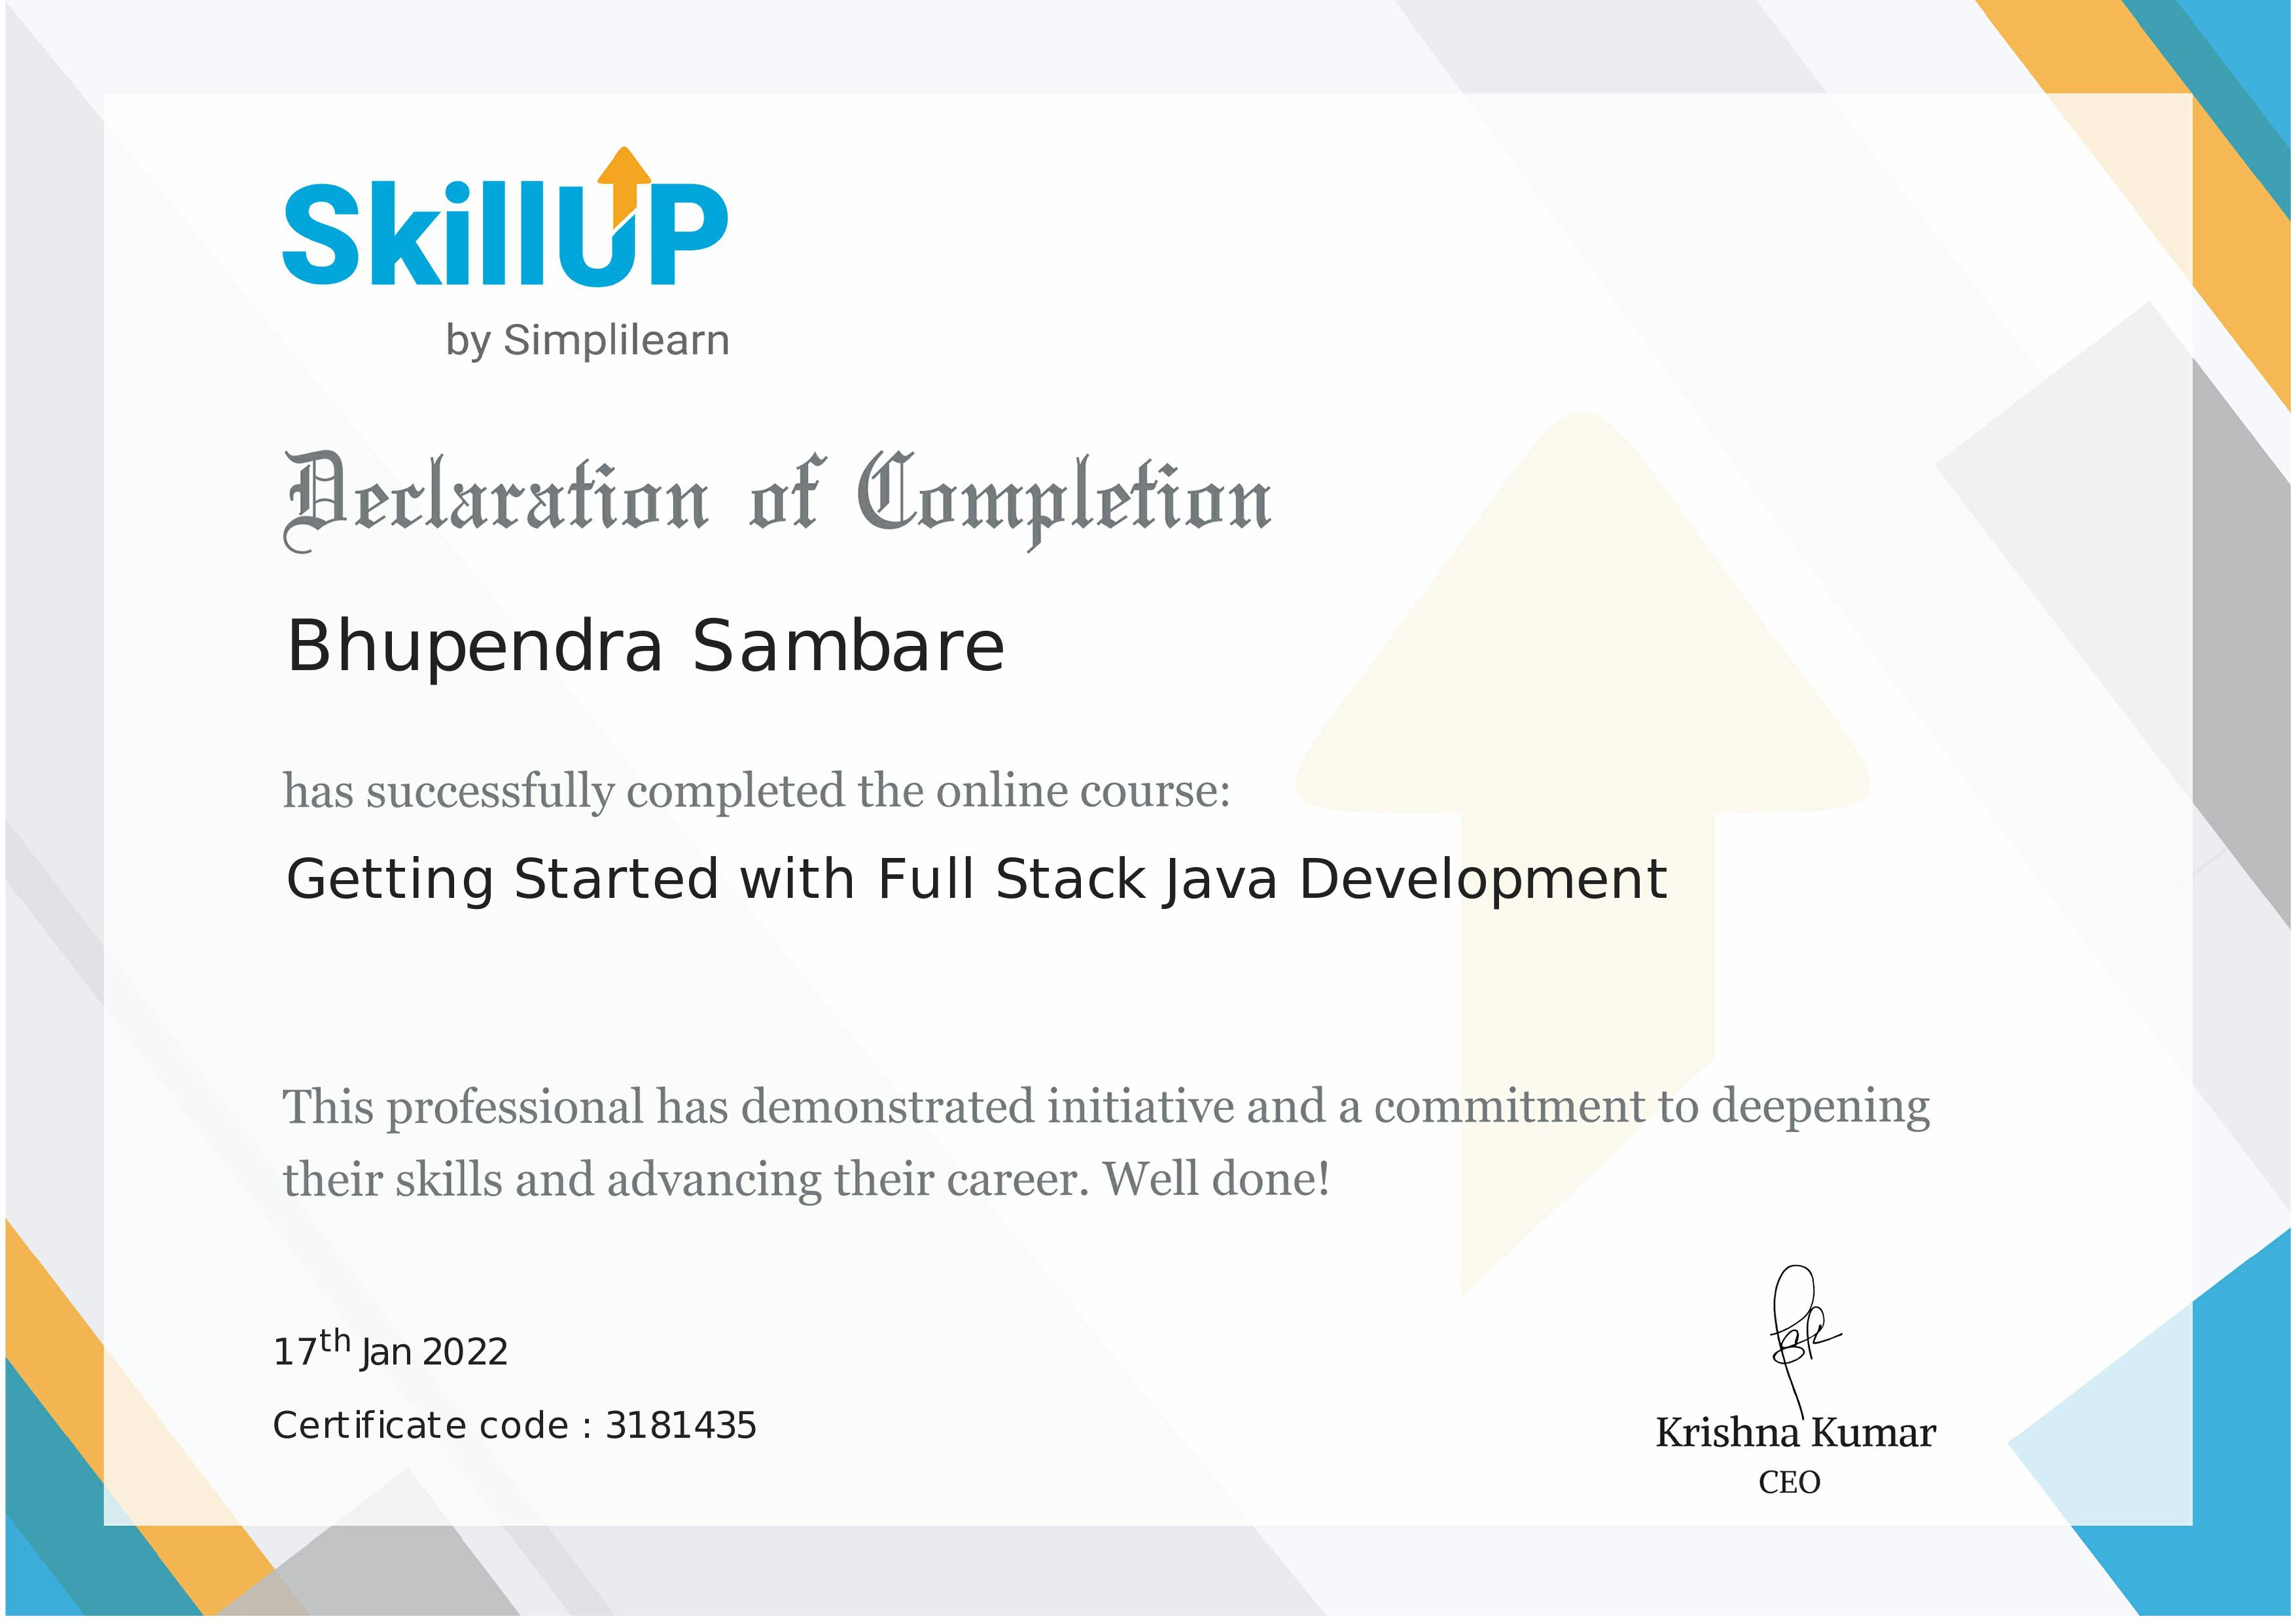 SkillUP
by Simplilearn
Declaration of Completion
Bhupendra Sambare
has successfully completed the online course:
Getting Started with Full Stack Java Development
This professional has demonstrated initiative and a commitment to deepening
their skills and advancing their career. Well done!
17th Jan 2022
Certificate code : 3181435
Krishna Kumar
CEO